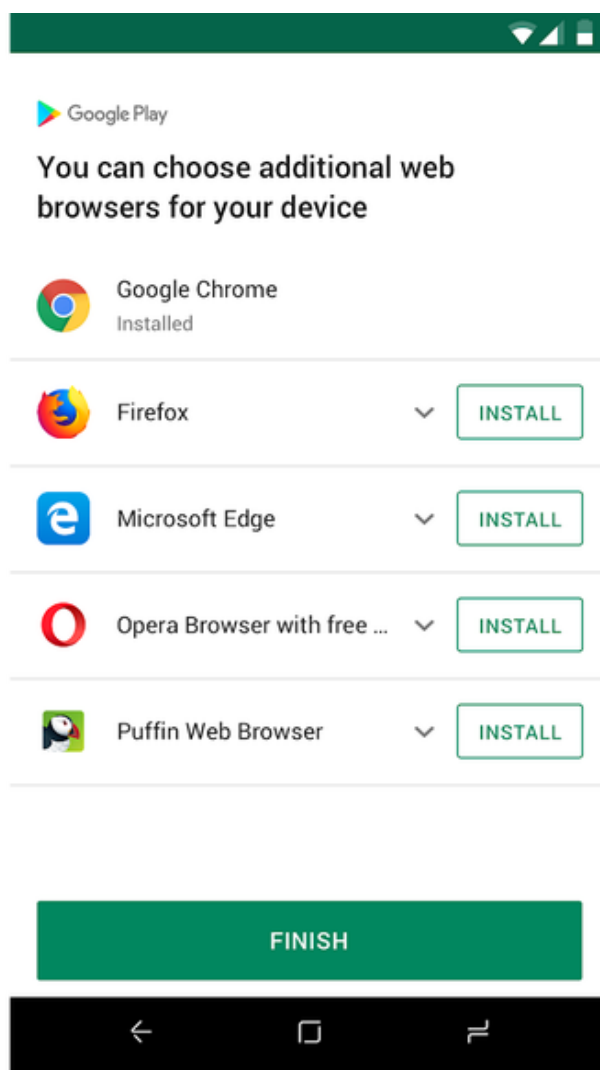 Google Play
You can choose additional web
browsers for your device
Google Chrome
Installed
Firefox
INSTALL
Microsoft Edge
INSTALL
Opera Browser with free ...
INSTALL
Puffin Web Browser
INSTALL
FINISH